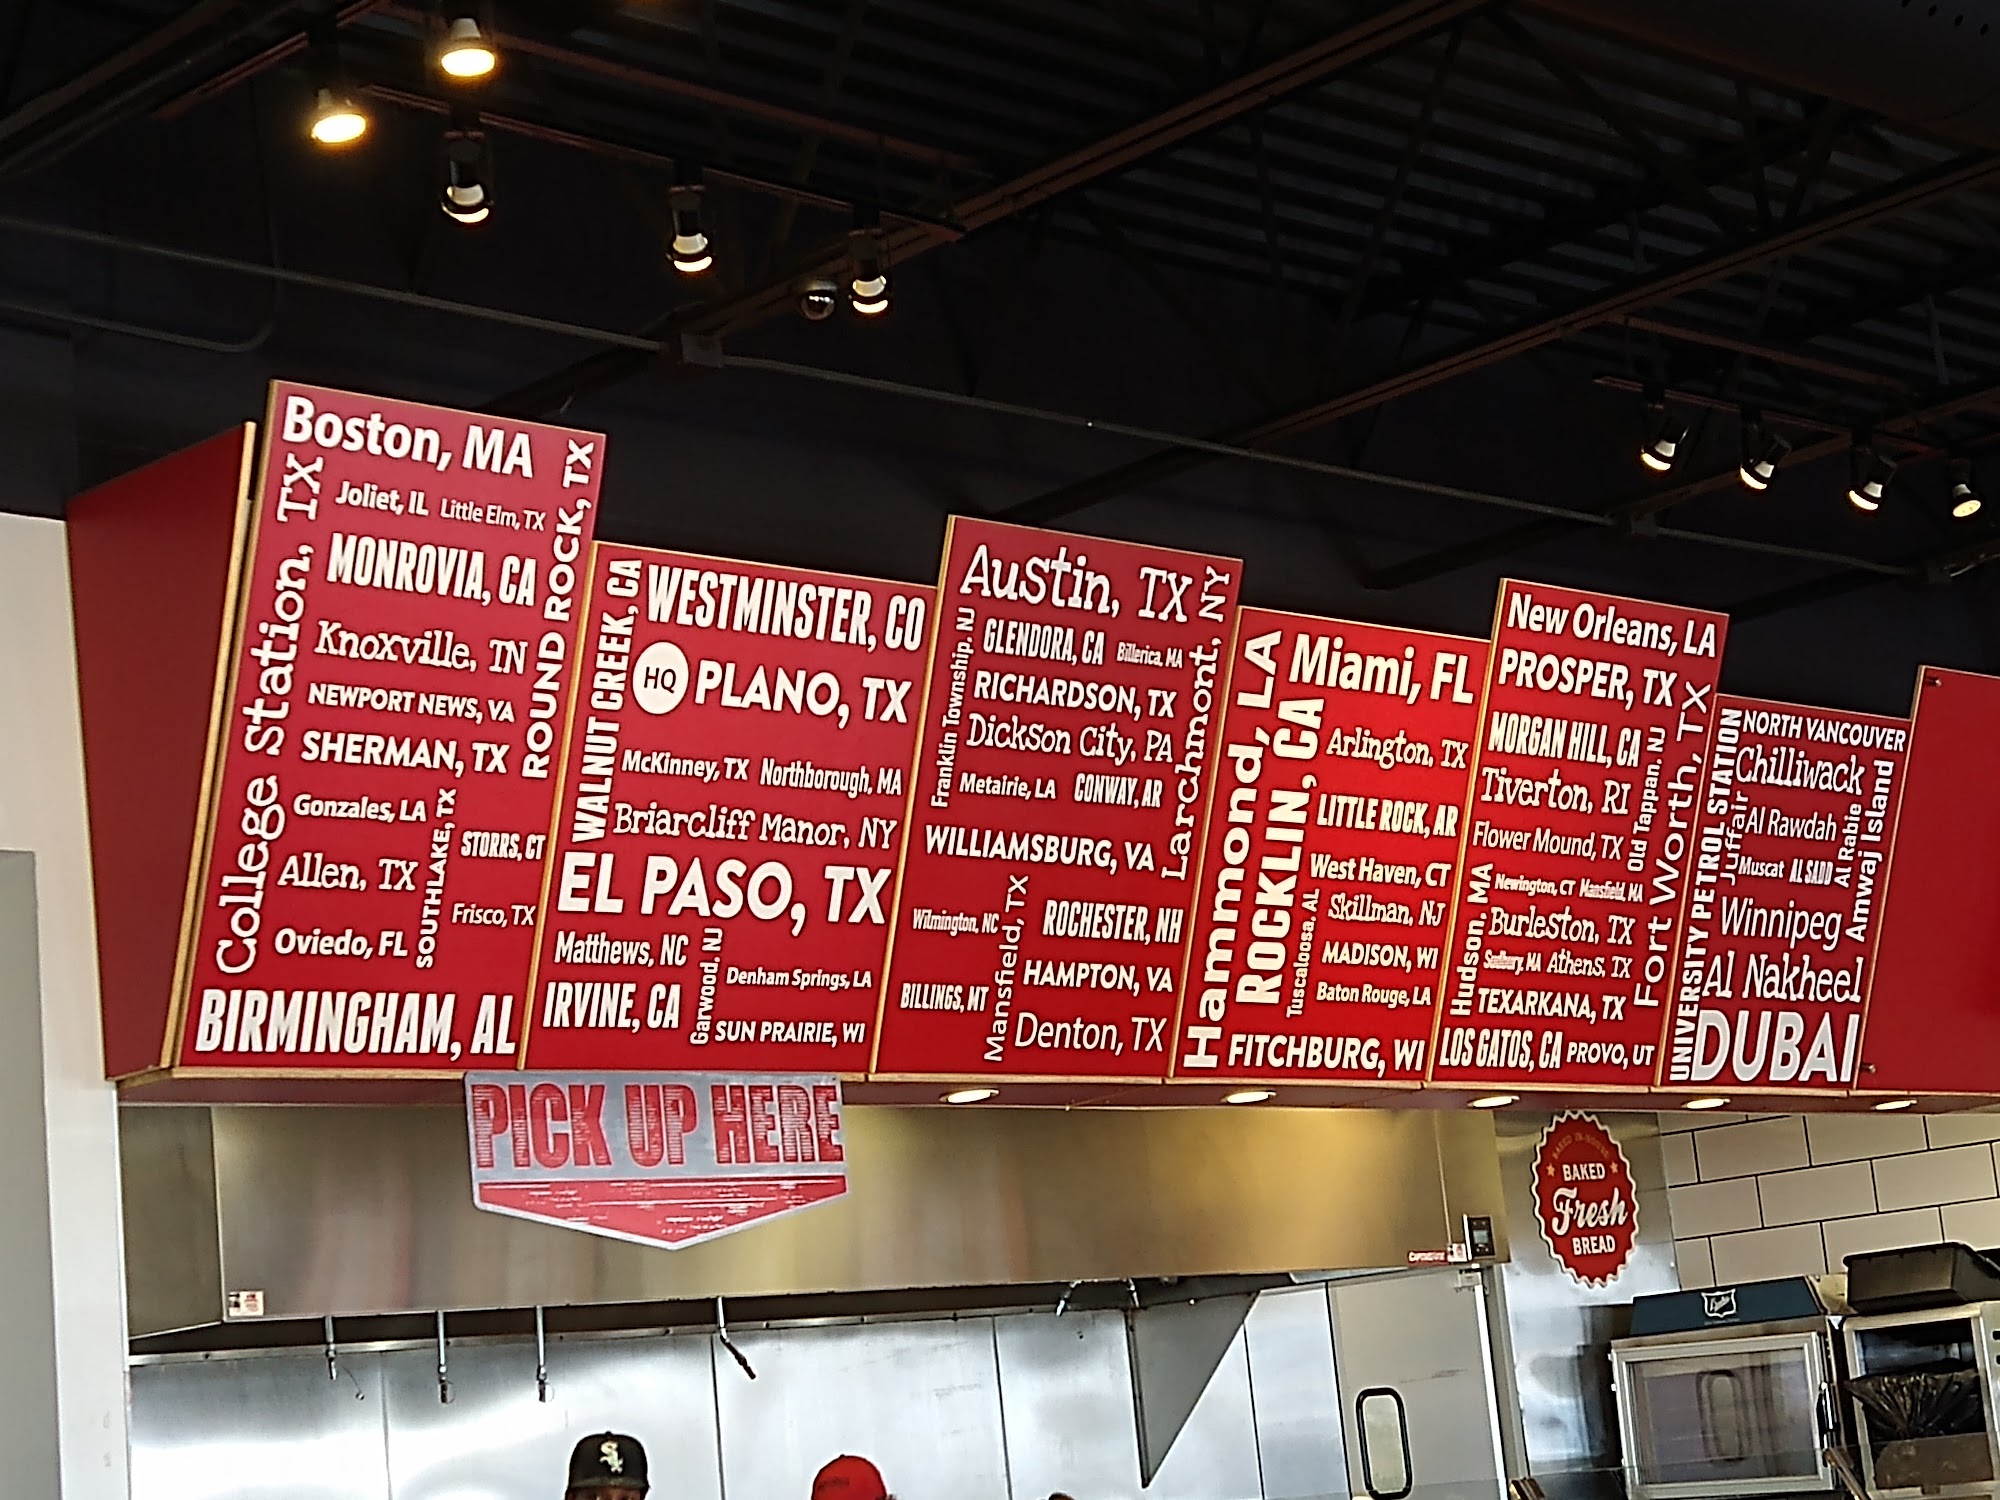 Boston, MA
College Station, TX
Joliet, IL
Little Elm, TX
ROUND ROCK, TX
MONROVIA, CA
Knoxville, TN
NEWPORT NEWS, VA
SHERMAN, TX
Gonzales, LA
SOUTHLAKE, TX
STORRS, CT
Allen, TX
Frisco, TX
Oviedo, FL
BIRMINGHAM, AL
WALNUT CREEK, CA
WESTMINSTER, CO
HQ PLANO, TX
McKinney, TX
Northborough, MA
Briarcliff Manor, NY
EL PASO, TX
Matthews, NC
Garwood, NJ
Denham Springs, LA
IRVINE, CA
SUN PRAIRIE, WI
Austin, TX
Franklin Township, NJ
GLENDORA, CA
Billerica, MA
Larchmont, NY
RICHARDSON, TX
Dickson City, PA
Metairie, LA
CONWAY, AR
WILLIAMSBURG, VA
Wilmington, NC
Mansfield, TX
ROCHESTER, NH
HAMPTON, VA
BILLINGS, MT
Denton, TX
Hammond, LA
Miami, FL
ROCKLIN, CA
Arlington, TX
LITTLE ROCK, AR
West Haven, CT
Tuscaloosa, AL
Skillman, NJ
MADISON, WI
Baton Rouge, LA
FITCHBURG, WI
New Orleans, LA
PROSPER, TX
MORGAN HILL, CA
Old Tappan, NJ
Fort Worth, TX
Tiverton, RI
Flower Mound, TX
Hudson, MA
Newington, CT
Mansfield, MA
Burleston, TX
Sudbury, MA
Athens, TX
TEXARKANA, TX
LOS GATOS, CA
PROVO, UT
UNIVERSITY PETROL STATION
NORTH VANCOUVER
Chilliwack
Juffair
Al Rawdah
Al Rabie
Amwaj Island
Muscat
AL SADD
Winnipeg
Al Nakheel
DUBAI
PICK UP HERE
BAKED IN-HOUSE
BAKED
Fresh
BREAD